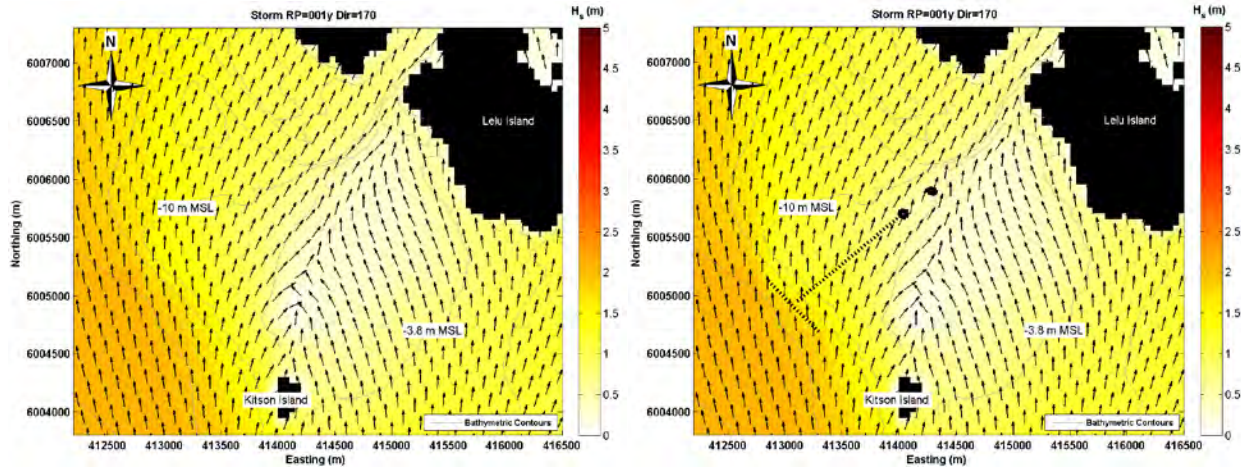 Storm RP=001y Dir=170
H_s (m)
N
Lelu Island
-10 m MSL
-3.8 m MSL
Kitson Island
Bathymetric Contours
Northing (m)
6007000
6006500
6006000
6005500
6005000
6004500
6004000
412500 413000 413500 414000 414500 415000 415500 416000 416500
Easting (m)
5
4.5
4
3.5
3
2.5
2
1.5
1
0.5
0
Storm RP=001y Dir=170
H_s (m)
N
Lelu Island
-10 m MSL
-3.8 m MSL
Kitson Island
Bathymetric Contours
Northing (m)
6007000
6006500
6006000
6005500
6005000
6004500
6004000
412500 413000 413500 414000 414500 415000 415500 416000 416500
Easting (m)
5
4.5
4
3.5
3
2.5
2
1.5
1
0.5
0